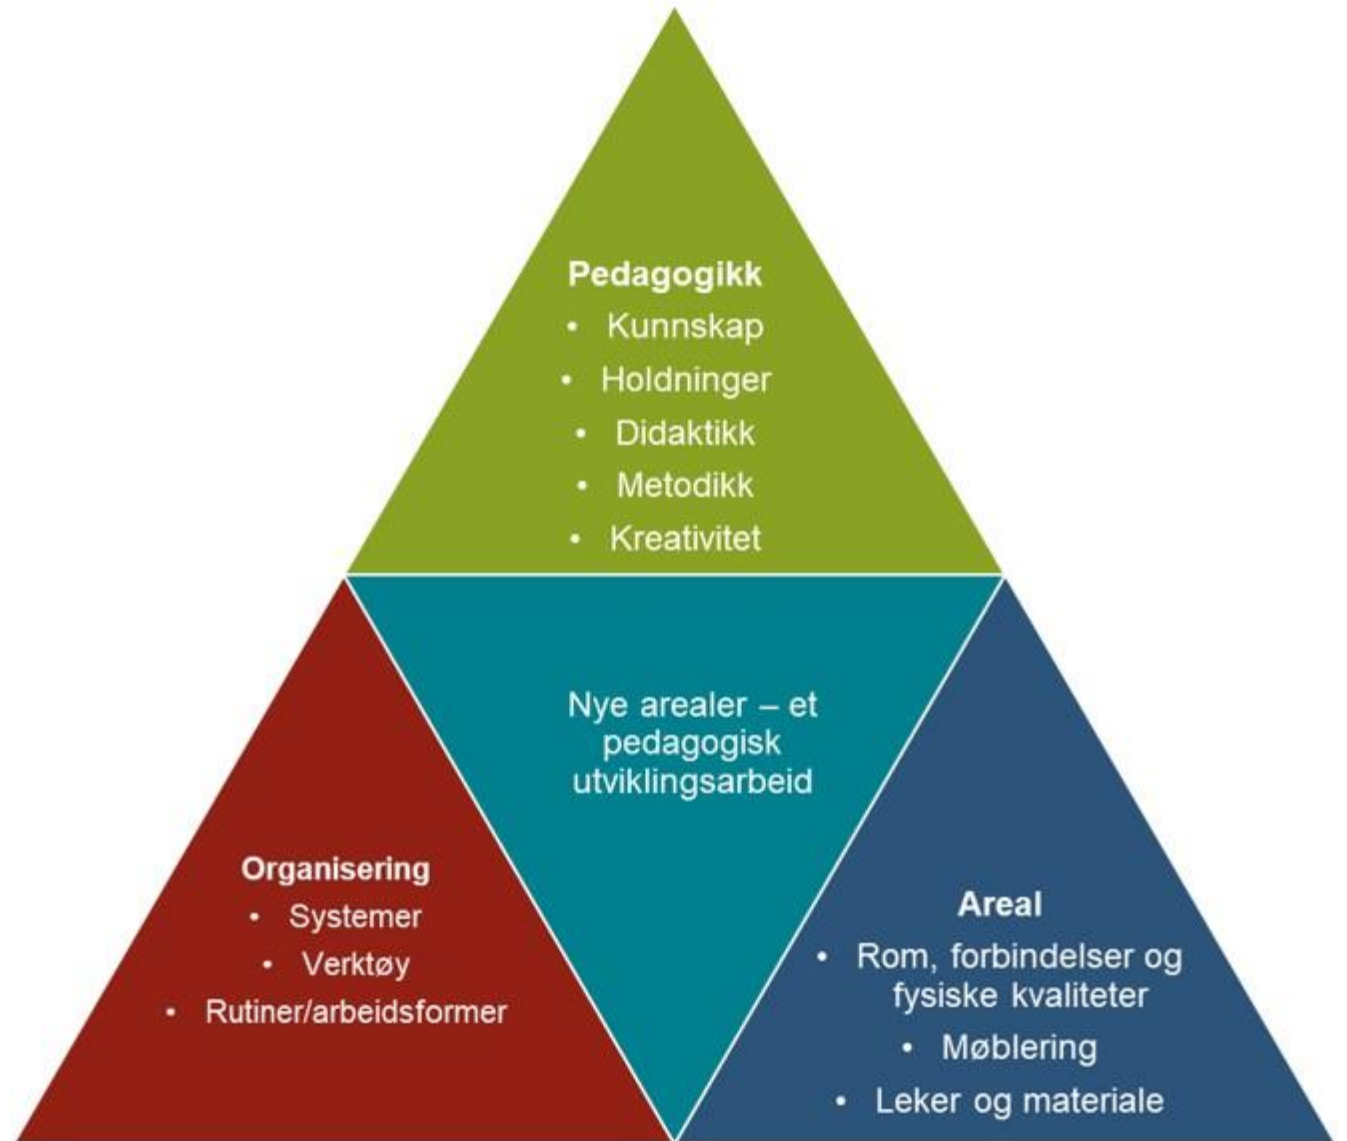 Pedagogikk
• Kunnskap
• Holdninger
• Didaktikk
• Metodikk
• Kreativitet
Nye arealer – et
pedagogisk
utviklingsarbeid
Organisering
• Systemer
• Verktøy
• Rutiner/arbeidsformer
Areal
• Rom, forbindelser og
fysiske kvaliteter
• Møblering
• Leker og materiale